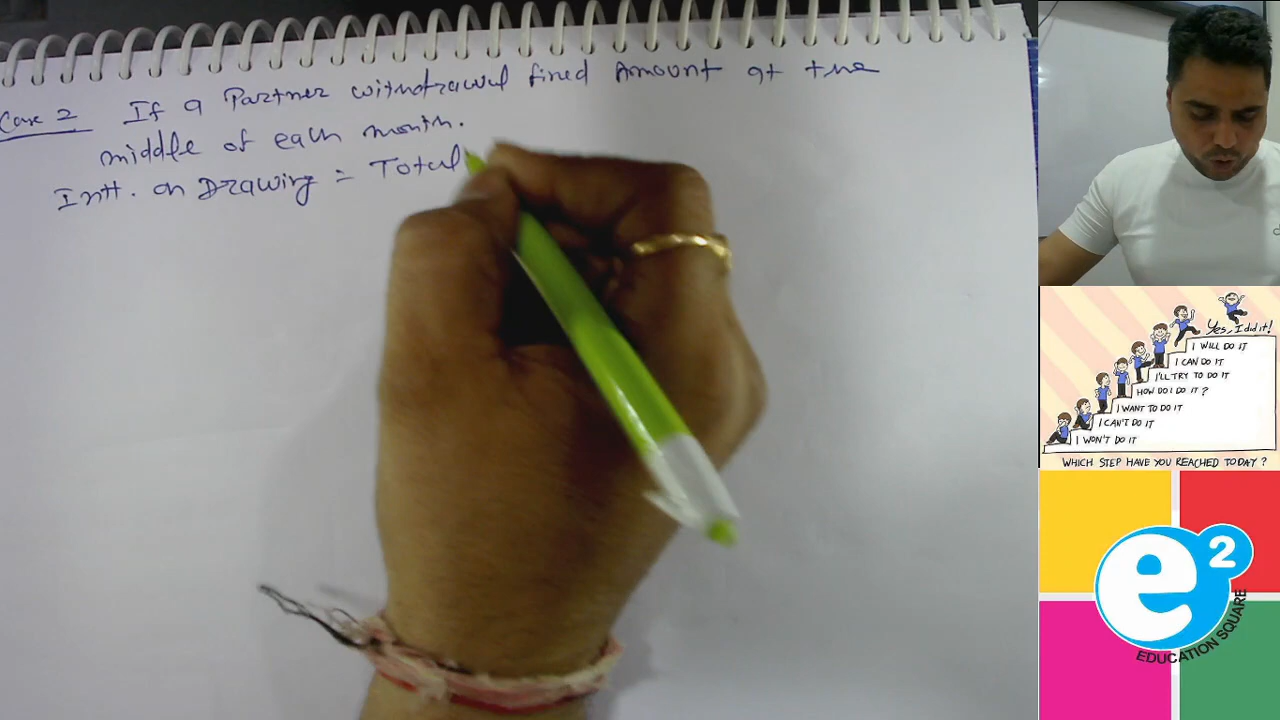 Case 2 If a Partner withdrawul fixed Amount at the
middle of each month.
Intt. on Drawing = Total
Yes, I did it!
I WILL DO IT
I CAN DO IT
I'LL TRY TO DO IT
HOW DO I DO IT?
I WANT TO DO IT
I CAN'T DO IT
I WON'T DO IT
WHICH STEP HAVE YOU REACHED TODAY?
e2
EDUCATION SQUARE